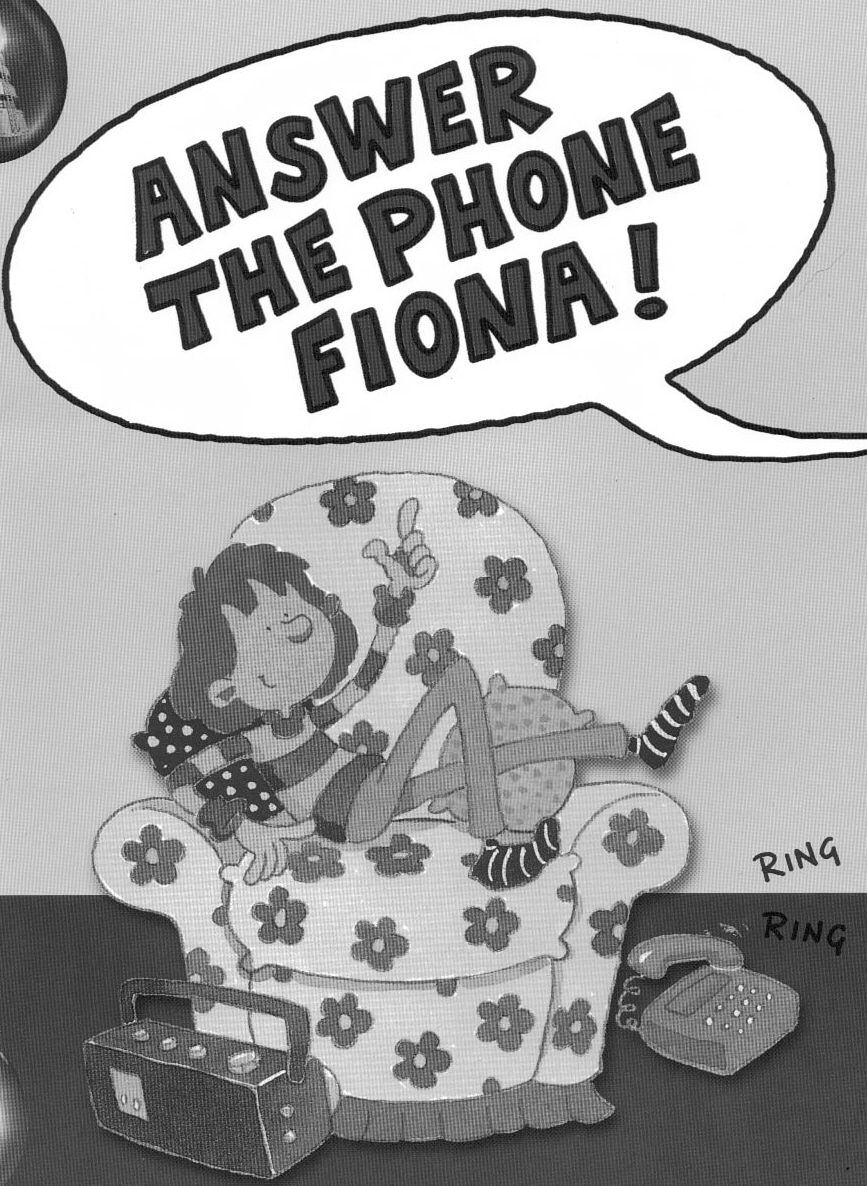 ANSWER
THE PHONE
FIONA!
RING
RING